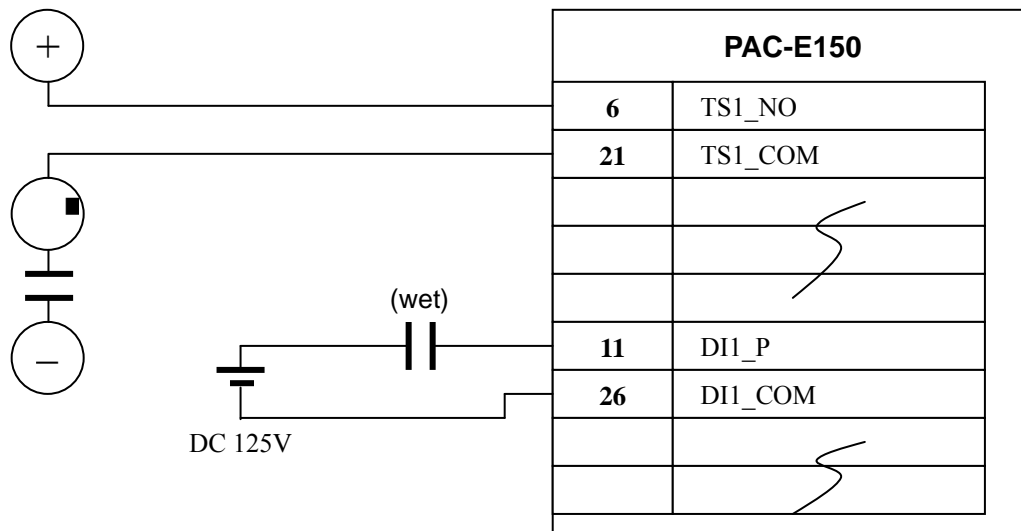 +
PAC-E150
6 TS1_NO
21 TS1_COM
−
(wet)
11 DI1_P
26 DI1_COM
DC 125V